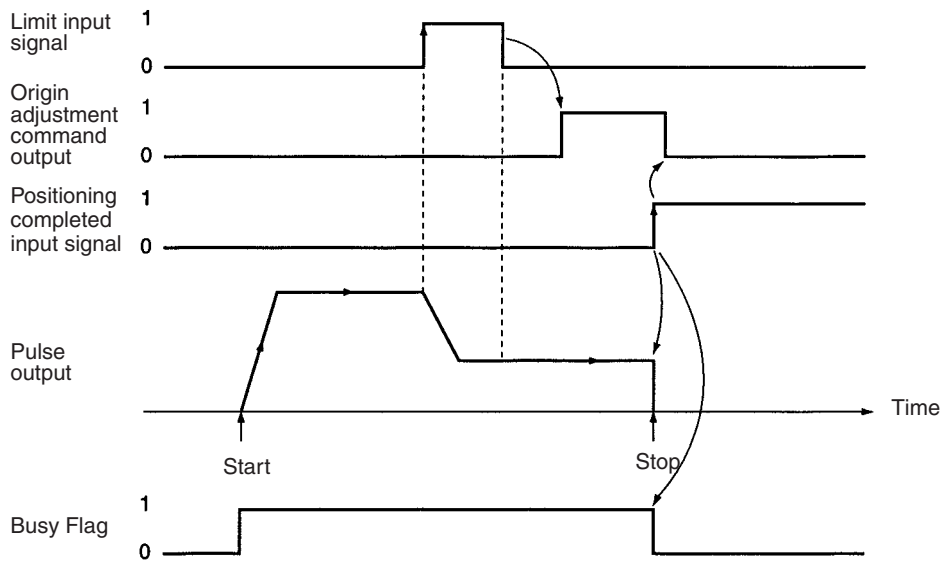 Limit input
signal
1
0
Origin
adjustment
command
output
1
0
Positioning
completed
input signal
1
0
Pulse
output
Time
Start
Stop
Busy Flag
1
0